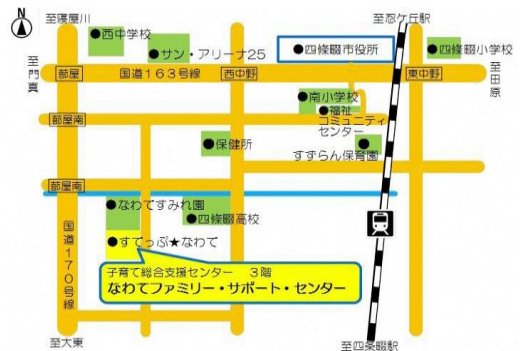 N
至寝屋川
至忍ケ丘駅
西中学校
サン・アリーナ25
四條畷市役所
四條畷小学校
至門真
蔀屋
国道163号線
西中野
東中野
至田原
南小学校
福祉
コミュニティ
センター
蔀屋南
保健所
すずらん保育園
蔀屋南
なわてすみれ園
四條畷高校
すてっぷ★なわて
国道170号線
子育て総合支援センター　3階
なわてファミリー・サポート・センター
至大東
至四条畷駅